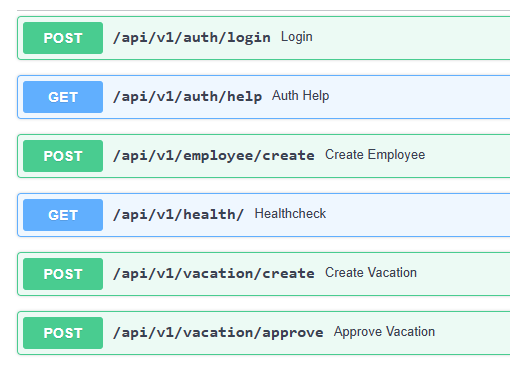 POST /api/v1/auth/login Login
GET /api/v1/auth/help Auth Help
POST /api/v1/employee/create Create Employee
GET /api/v1/health/ Healthcheck
POST /api/v1/vacation/create Create Vacation
POST /api/v1/vacation/approve Approve Vacation